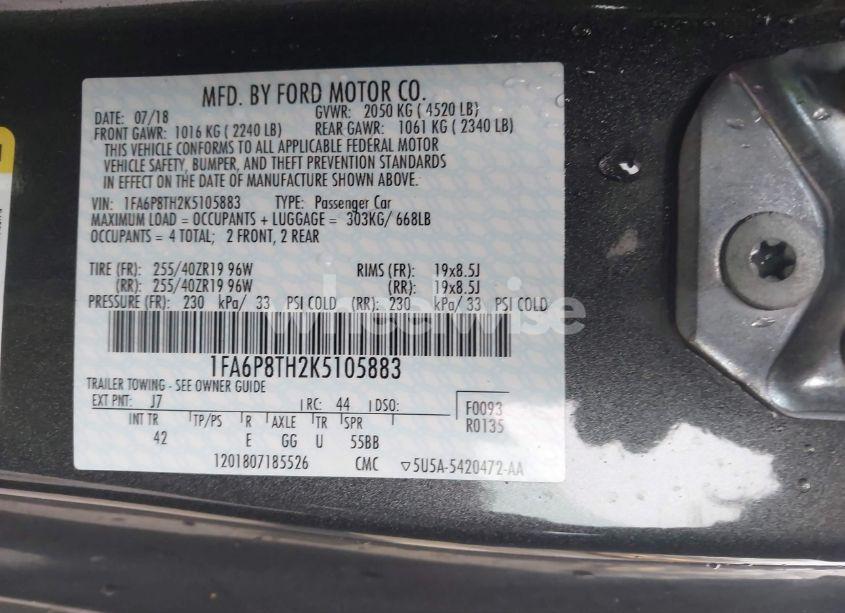 MFD. BY FORD MOTOR CO.
DATE: 07/18 GVWR: 2050 KG ( 4520 LB)
FRONT GAWR: 1016 KG ( 2240 LB) REAR GAWR: 1061 KG ( 2340 LB)
THIS VEHICLE CONFORMS TO ALL APPLICABLE FEDERAL MOTOR
VEHICLE SAFETY, BUMPER, AND THEFT PREVENTION STANDARDS
IN EFFECT ON THE DATE OF MANUFACTURE SHOWN ABOVE.
VIN: 1FA6P8TH2K5105883 TYPE: Passenger Car
MAXIMUM LOAD = OCCUPANTS + LUGGAGE = 303KG/ 668LB
OCCUPANTS = 4 TOTAL; 2 FRONT, 2 REAR
TIRE (FR): 255/40ZR19 96W RIMS (FR): 19x8.5J
(RR): 255/40ZR19 96W (RR): 19x8.5J
PRESSURE (FR): 230 kPa/ 33 PSI COLD (RR): 230 kPa/ 33 PSI COLD
wheelwise
1FA6P8TH2K5105883
TRAILER TOWING - SEE OWNER GUIDE
EXT PNT: J7 RC: 44 DSO: F0093
R0135
INT TR TP/PS R AXLE TR SPR
42 E GG U 55BB
1201807185526 CMC ▽5U5A-5420472-AA